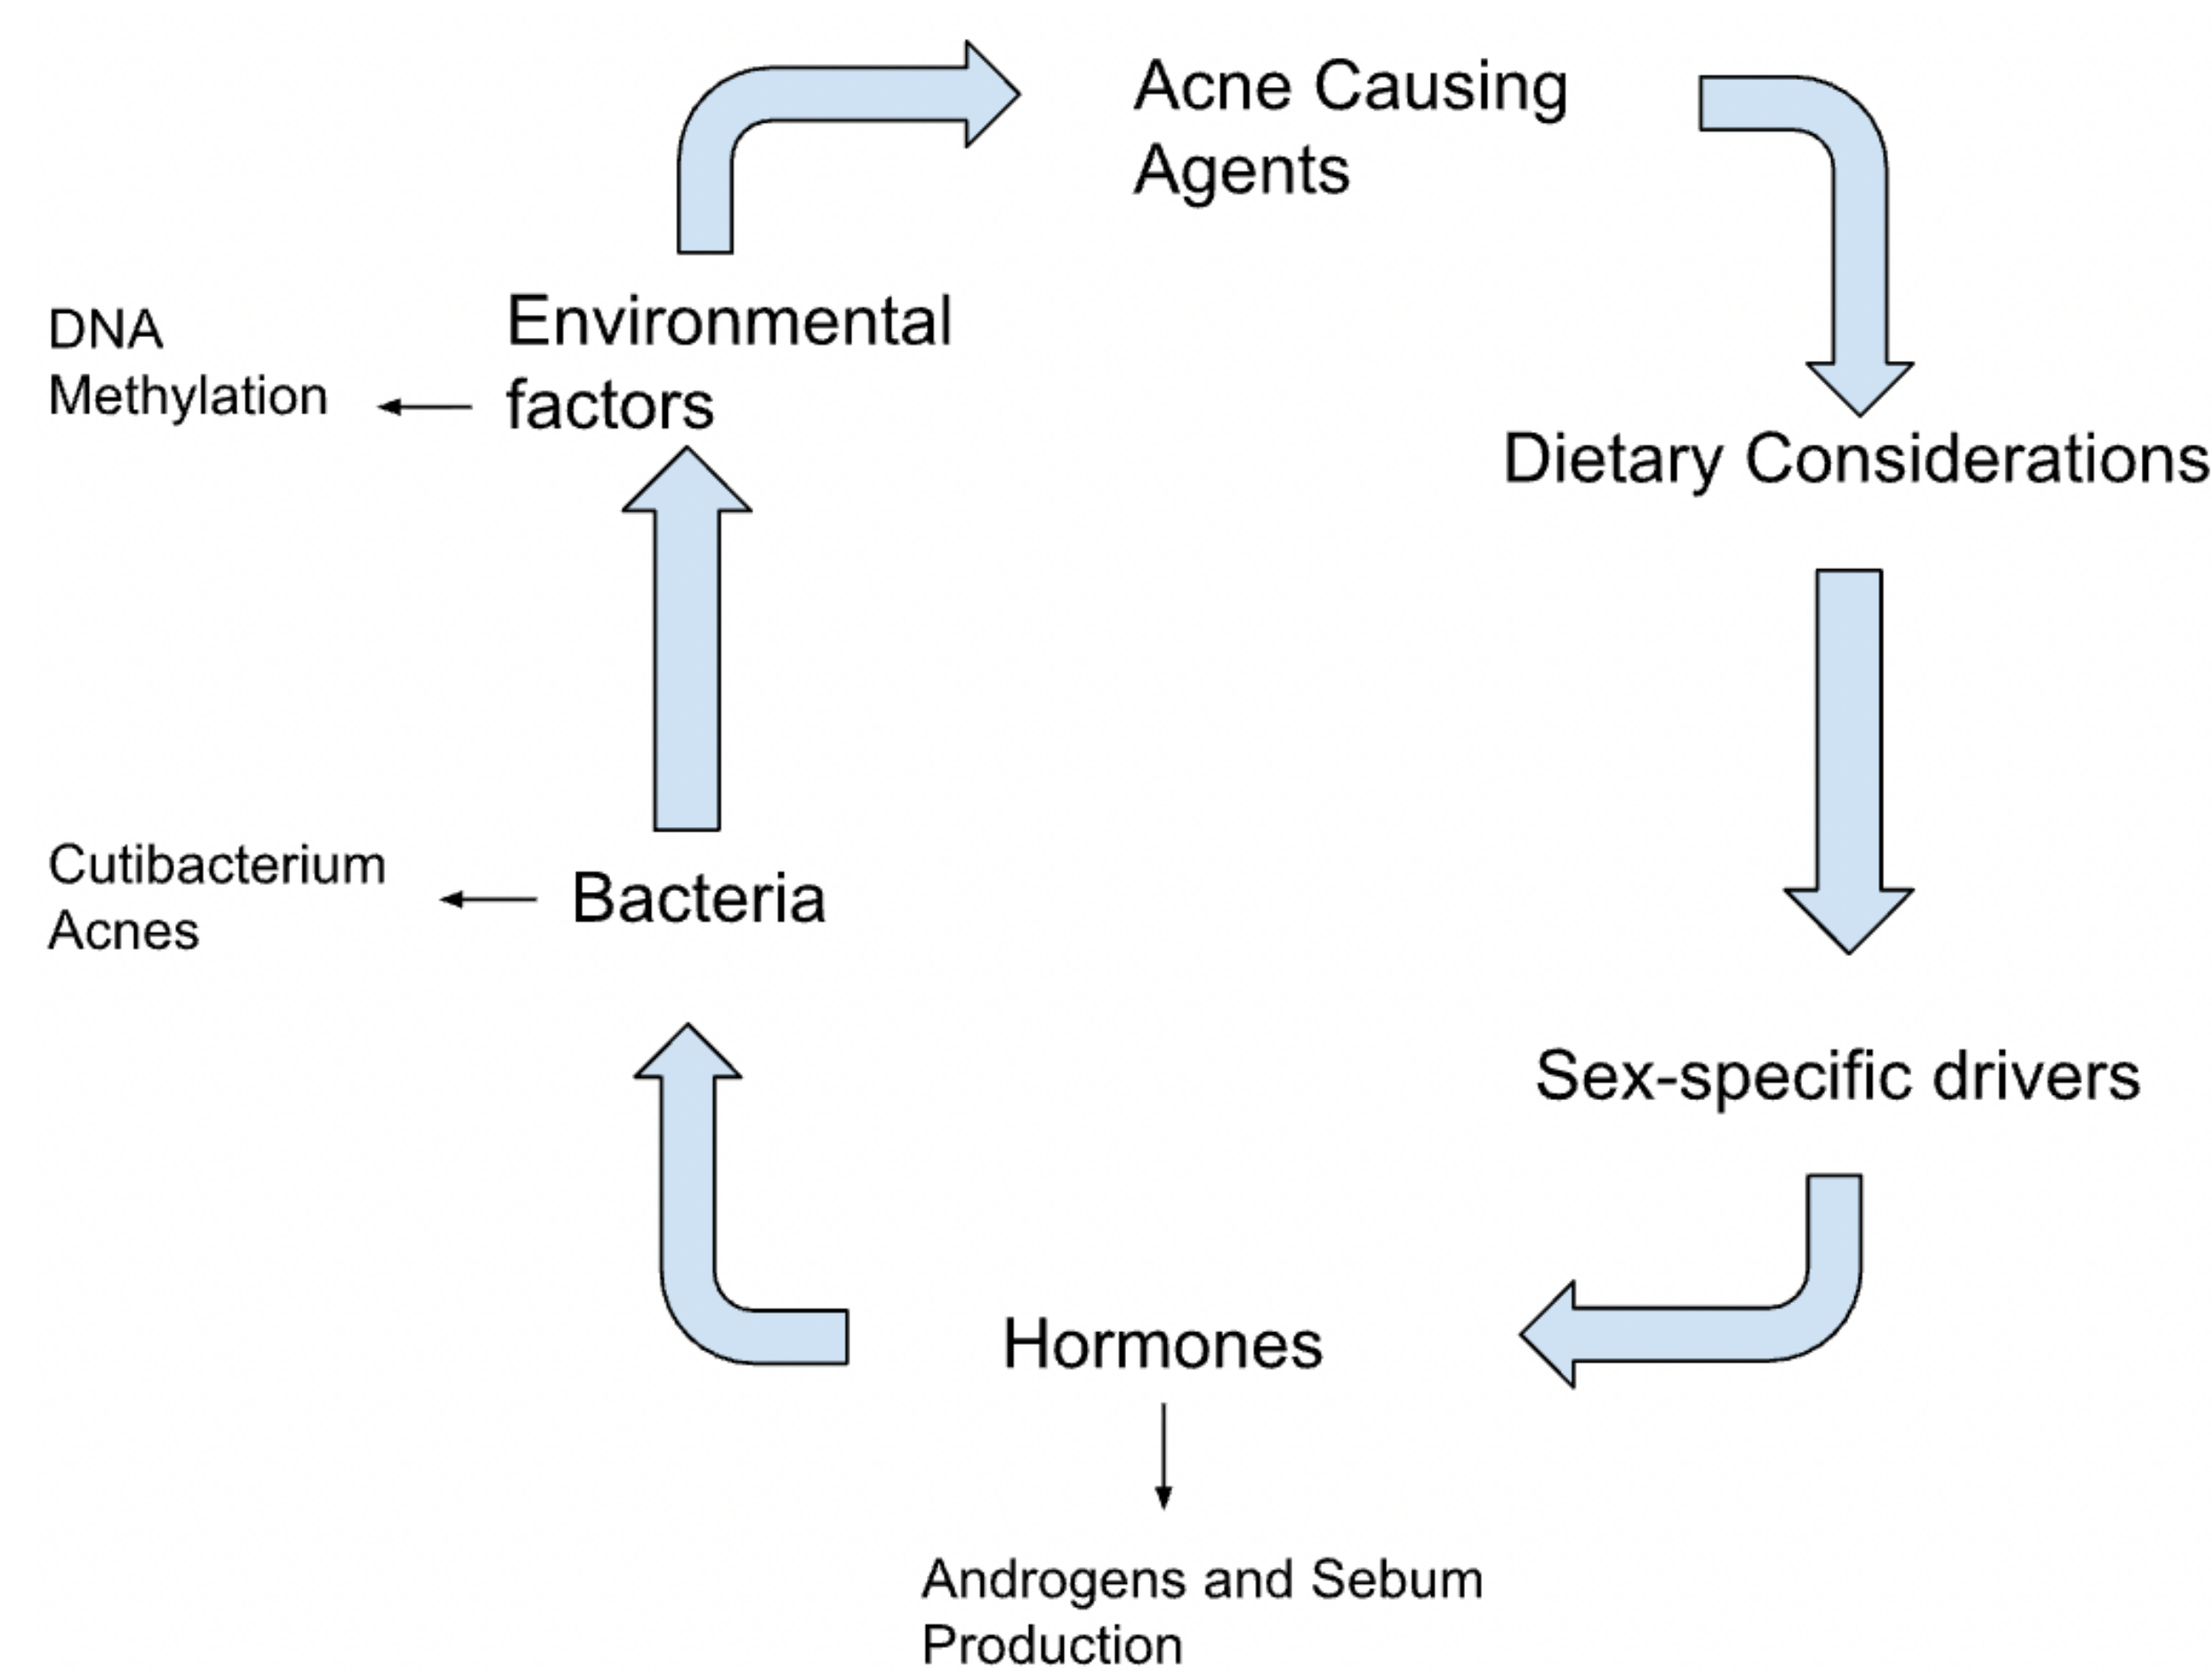 Acne Causing
Agents
Environmental
factors
DNA
Methylation
Dietary Considerations
Cutibacterium
Acnes
Bacteria
Sex-specific drivers
Hormones
Androgens and Sebum
Production